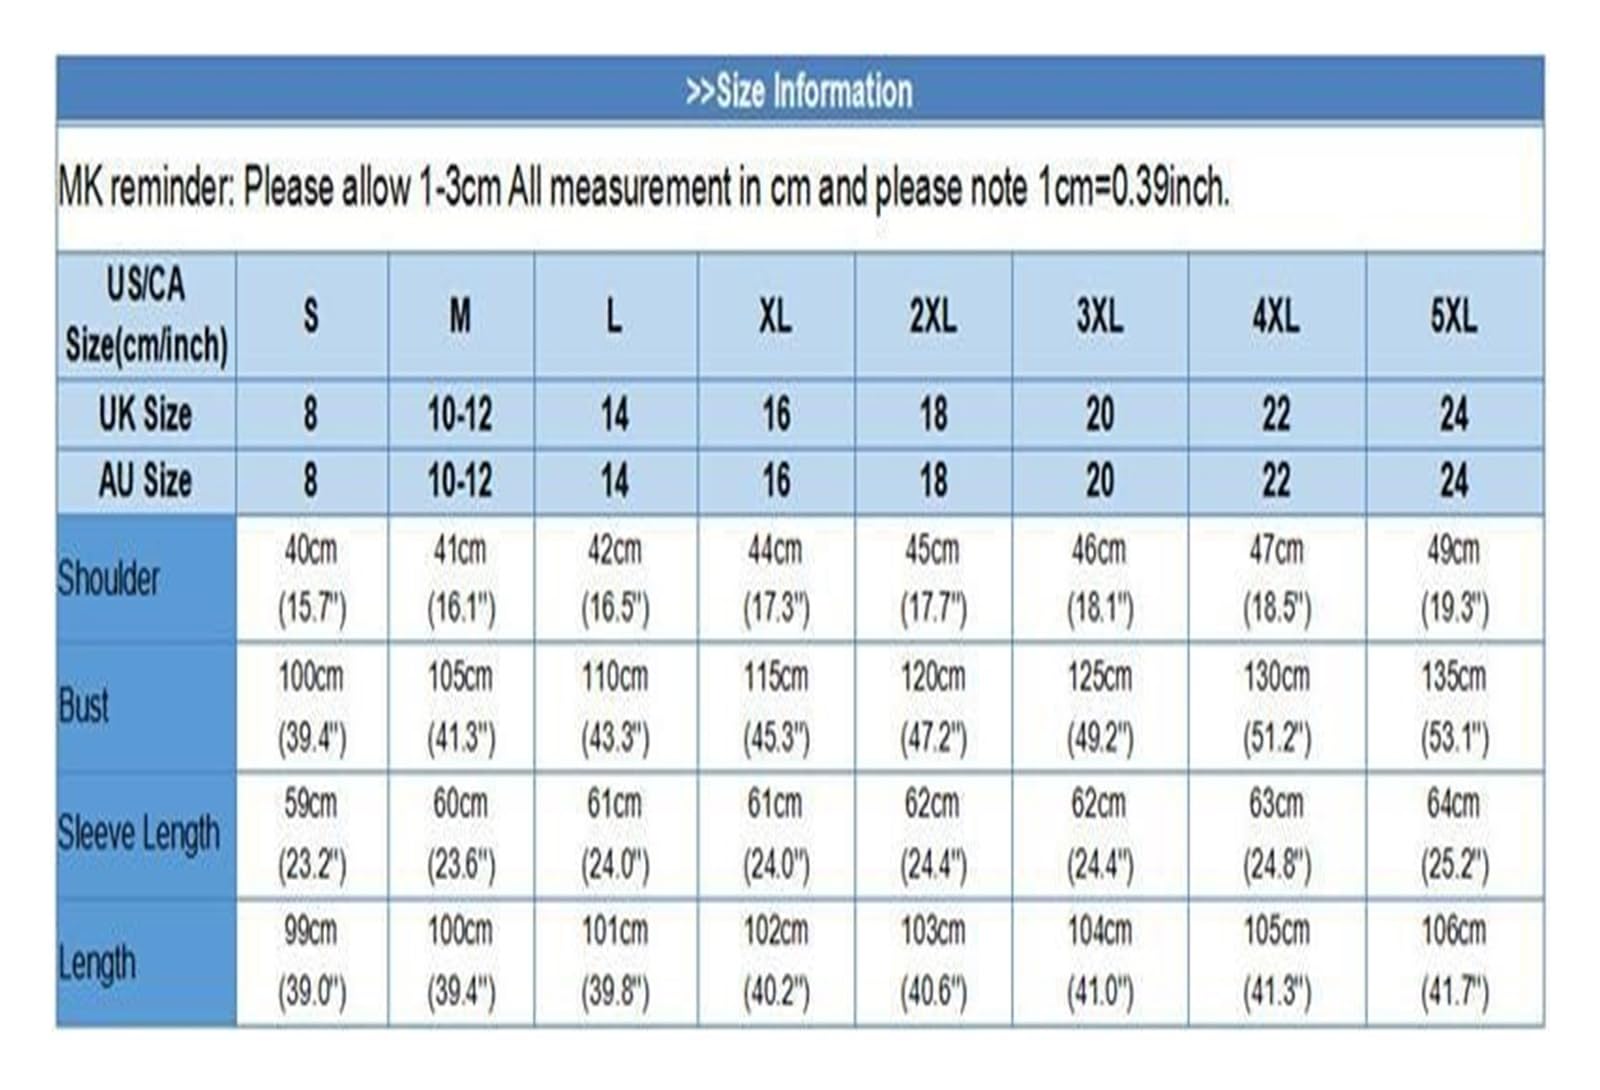 >>Size Information
MK reminder: Please allow 1-3cm All measurement in cm and please note 1cm=0.39inch.
US/CA Size(cm/inch) S M L XL 2XL 3XL 4XL 5XL
UK Size 8 10-12 14 16 18 20 22 24
AU Size 8 10-12 14 16 18 20 22 24
Shoulder 40cm 41cm 42cm 44cm 45cm 46cm 47cm 49cm
(15.7") (16.1") (16.5") (17.3") (17.7") (18.1") (18.5") (19.3")
Bust 100cm 105cm 110cm 115cm 120cm 125cm 130cm 135cm
(39.4") (41.3") (43.3") (45.3") (47.2") (49.2") (51.2") (53.1")
Sleeve Length 59cm 60cm 61cm 61cm 62cm 62cm 63cm 64cm
(23.2") (23.6") (24.0") (24.0") (24.4") (24.4") (24.8") (25.2")
Length 99cm 100cm 101cm 102cm 103cm 104cm 105cm 106cm
(39.0") (39.4") (39.8") (40.2") (40.6") (41.0") (41.3") (41.7")